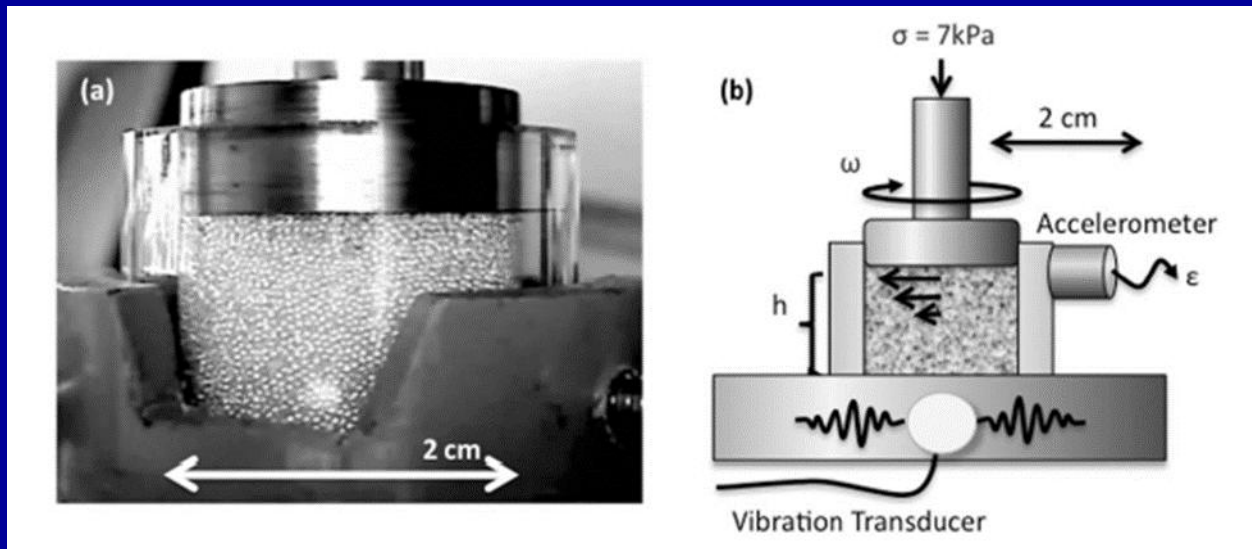 (a)
2 cm
σ = 7kPa
(b)
2 cm
ω
Accelerometer
ε
h
Vibration Transducer